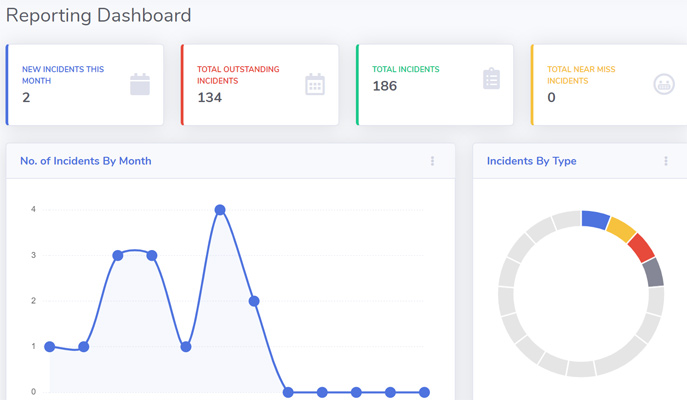 Reporting Dashboard
NEW INCIDENTS THIS
MONTH
2
TOTAL OUTSTANDING
INCIDENTS
134
TOTAL INCIDENTS
186
TOTAL NEAR MISS
INCIDENTS
0
No. of Incidents By Month
Incidents By Type
4
3
2
1
0